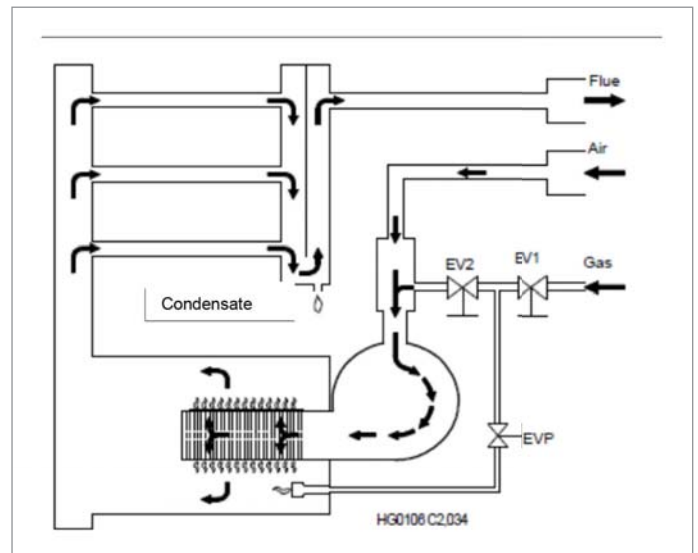 Flue
Air
EV2
EV1
Gas
Condensate
EVP
HG0106 C2,034